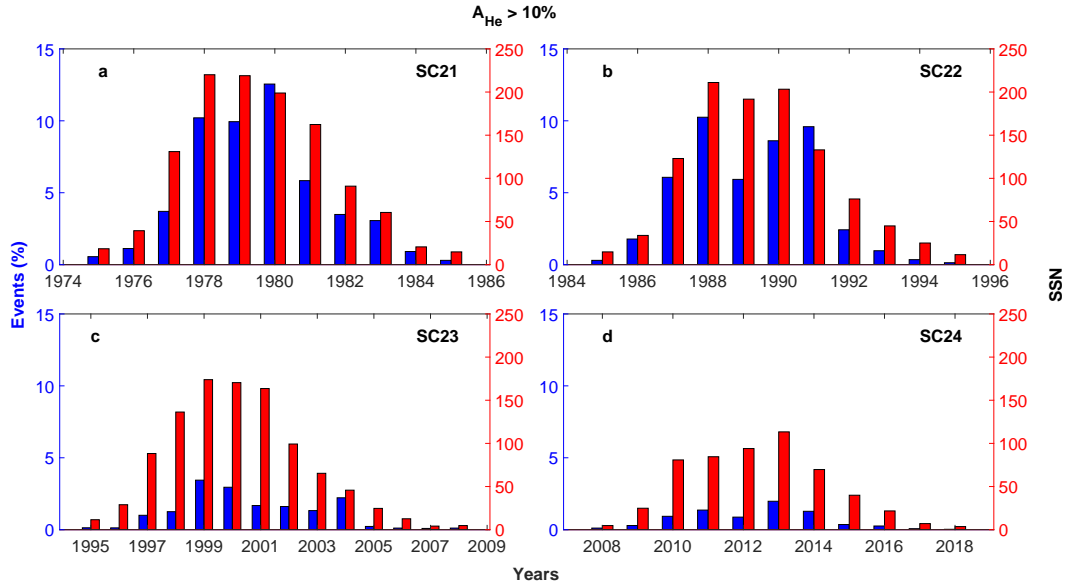 A_He > 10%
a SC21
15 10 5 0
250 200 150 100 50 0
1974 1976 1978 1980 1982 1984 1986
b SC22
15 10 5 0
250 200 150 100 50 0
1984 1986 1988 1990 1992 1994 1996
Events (%)
SSN
c SC23
15 10 5 0
250 200 150 100 50 0
1995 1997 1999 2001 2003 2005 2007 2009
d SC24
15 10 5 0
250 200 150 100 50 0
2008 2010 2012 2014 2016 2018
Years